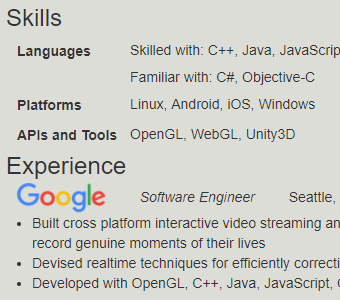 Skills
Languages Skilled with: C++, Java, JavaScrip
Familiar with: C#, Objective-C
Platforms Linux, Android, iOS, Windows
APIs and Tools OpenGL, WebGL, Unity3D
Experience
Google Software Engineer Seattle,
• Built cross platform interactive video streaming an
record genuine moments of their lives
• Devised realtime techniques for efficiently correcti
• Developed with OpenGL, C++, Java, JavaScript,